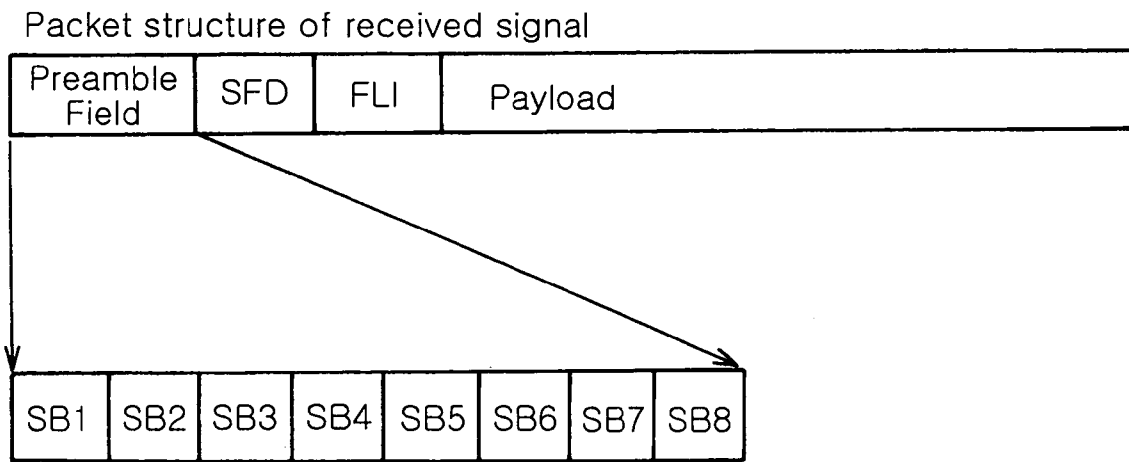 Packet structure of received signal
Preamble
Field
SFD
FLI
Payload
SB1
SB2
SB3
SB4
SB5
SB6
SB7
SB8